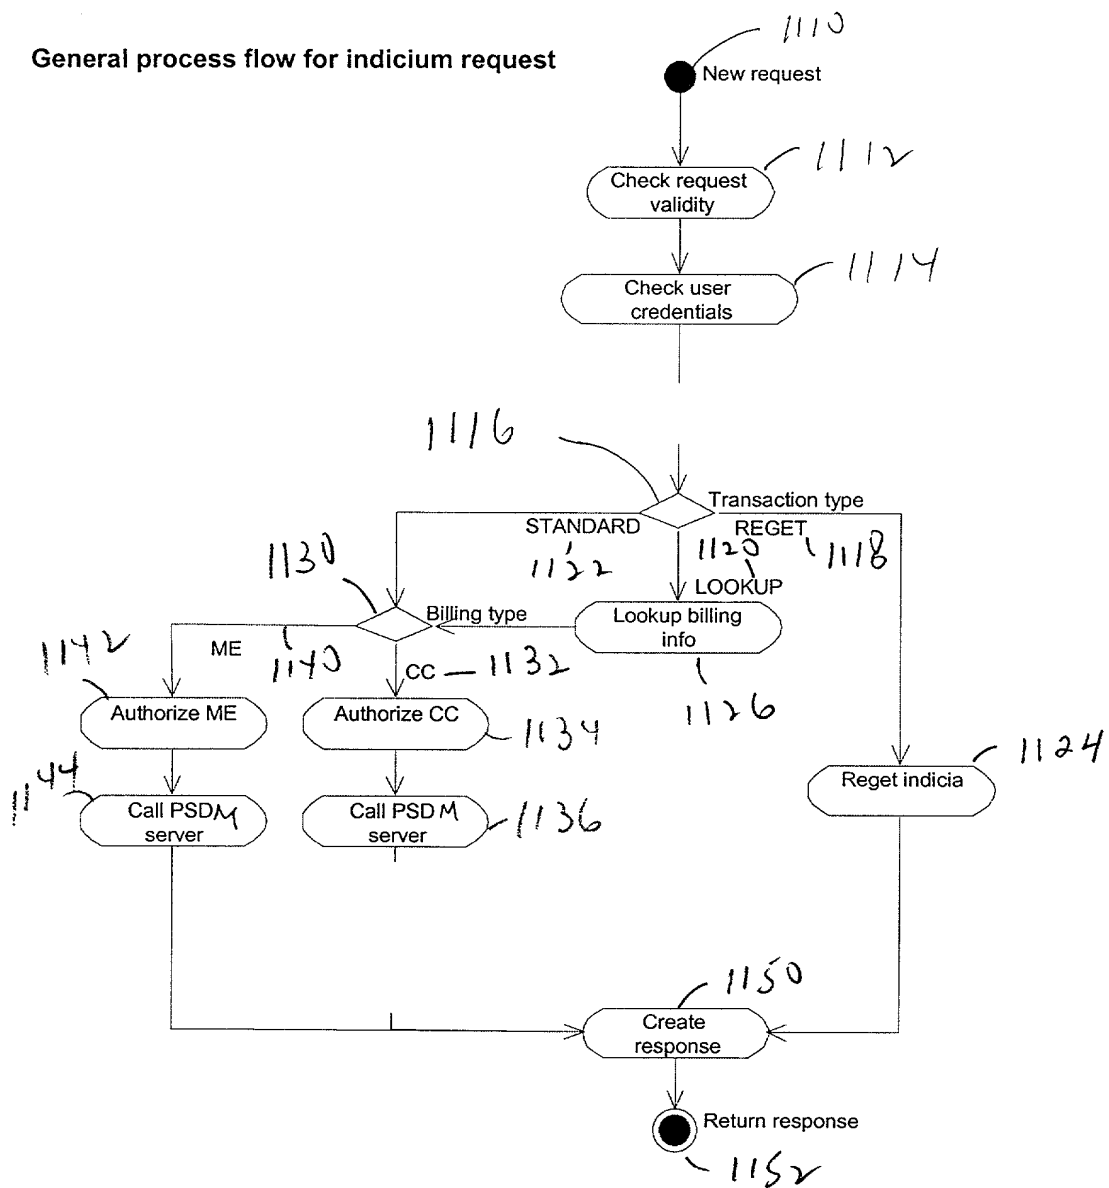 1110
General process flow for indicium request
New request
1112
Check request
validity
1114
Check user
credentials
1116
Transaction type
STANDARD
REGET
1122
1120
1118
LOOKUP
1130
Billing type
Lookup billing
info
1142
ME
1140
CC
1132
1126
Authorize ME
Authorize CC
1134
1124
Reget indicia
1144
Call PSDM
server
Call PSDM
server
1136
1150
Create
response
Return response
1152